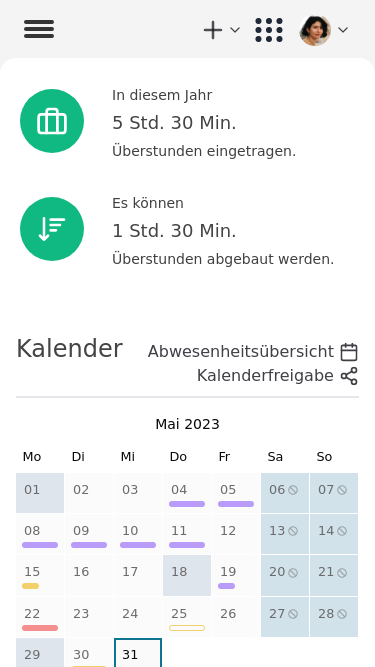 In diesem Jahr
5 Std. 30 Min.
Überstunden eingetragen.
Es können
1 Std. 30 Min.
Überstunden abgebaut werden.
Kalender
Abwesenheitsübersicht
Kalenderfreigabe
Mai 2023
Mo Di Mi Do Fr Sa So
01 02 03 04 05 06 07
08 09 10 11 12 13 14
15 16 17 18 19 20 21
22 23 24 25 26 27 28
29 30 31